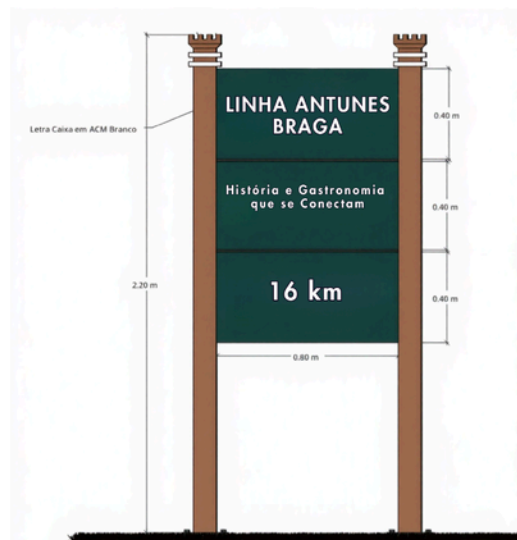 LINHA ANTUNES
BRAGA
0.40 m
Letra Caixa em ACM Branco
História e Gastronomia
que se Conectam
0.40 m
2.20 m
16 km
0.40 m
0.80 m